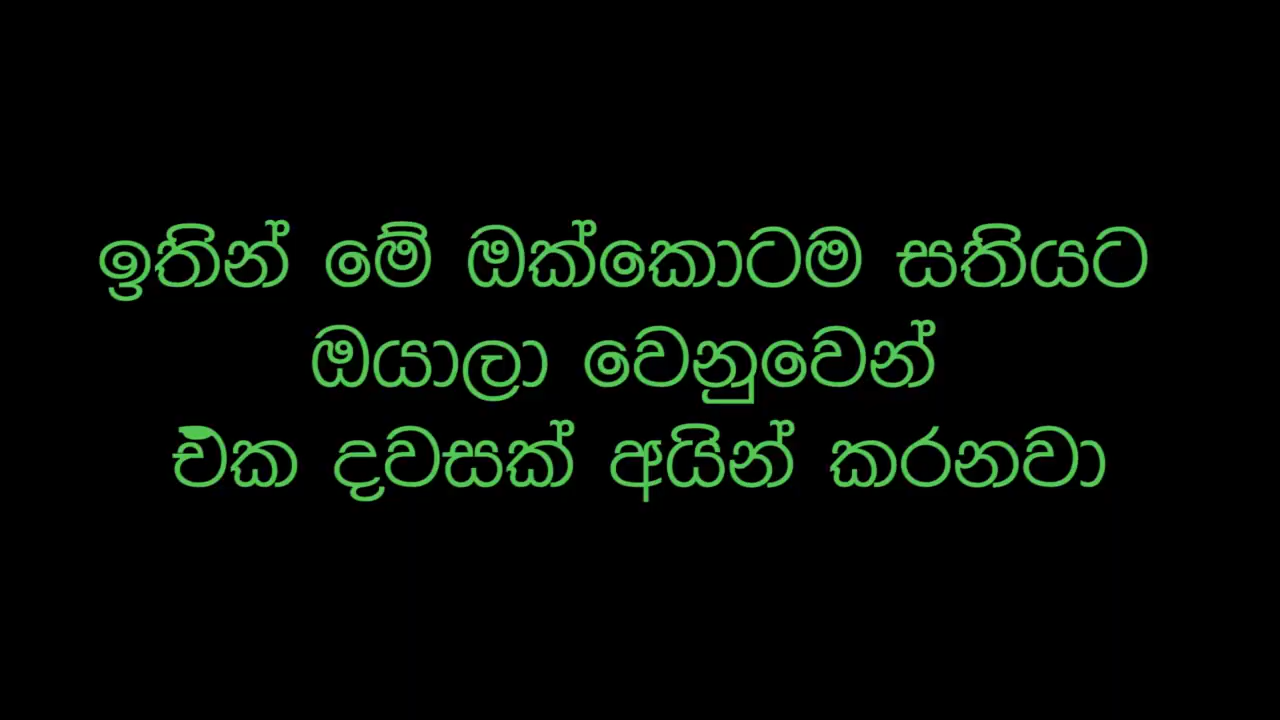 ඉතින් මේ ඔක්කොටම සතියට
ඔයාලා වෙනුවෙන්
එක දවසක් අයින් කරනවා